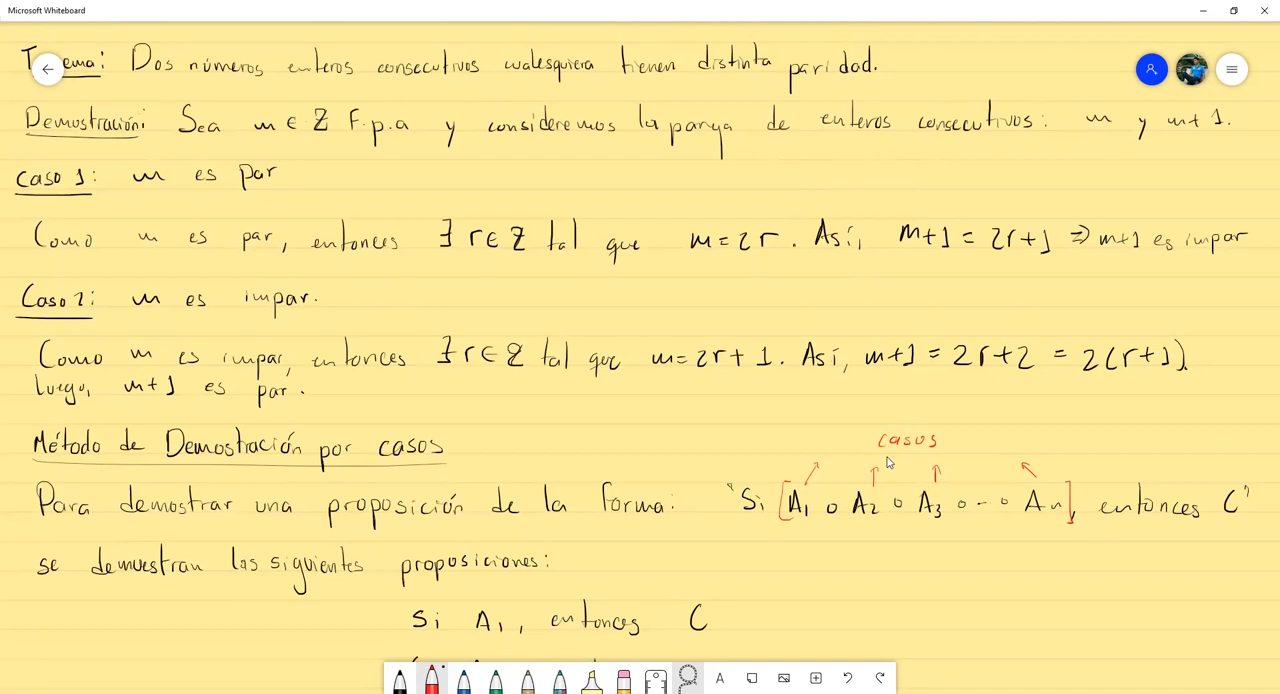 Microsoft Whiteboard
Dos números enteros consecutivos cualesquiera tienen distinta paridad.
Demostración: Sea m ∈ Z F.p.a y consideremos la pareja de enteros consecutivos: m y m+1.
Caso 1: m es par
Como m es par, entonces ∃ r ∈ Z tal que m = 2r. Así, m+1 = 2r+1 ⇒ m+1 es impar
Caso 2: m es impar.
Como m es impar, entonces ∃ r ∈ Z tal que m = 2r+1. Así, m+1 = 2r+2 = 2(r+1).
Luego, m+1 es par.
Método de Demostración por casos
casos
Para demostrar una proposición de la forma: "Si [A1 o A2 o A3 o -- o An], entonces C"
se demuestran las siguientes proposiciones:
Si A1, entonces C